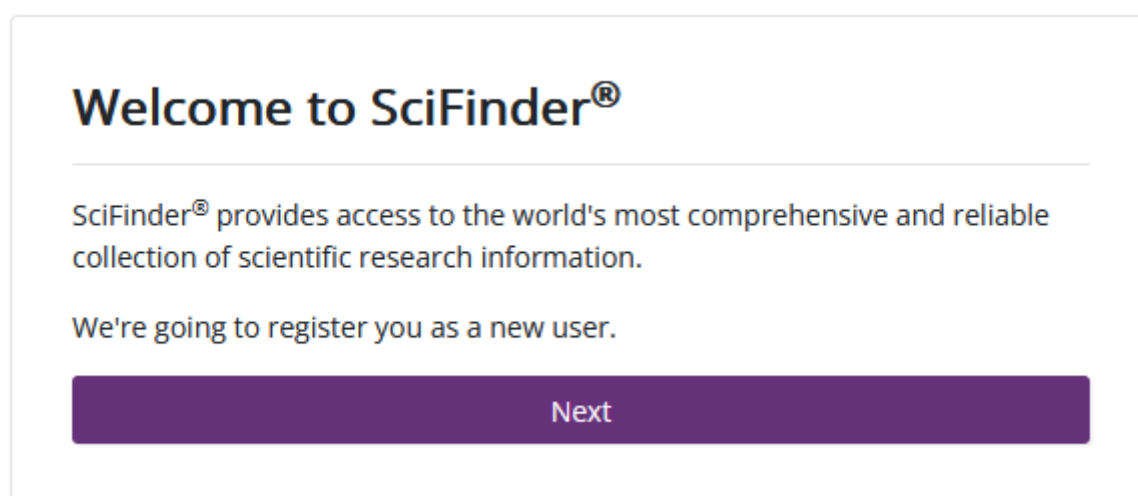 Welcome to SciFinder®
SciFinder® provides access to the world's most comprehensive and reliable
collection of scientific research information.
We're going to register you as a new user.
Next